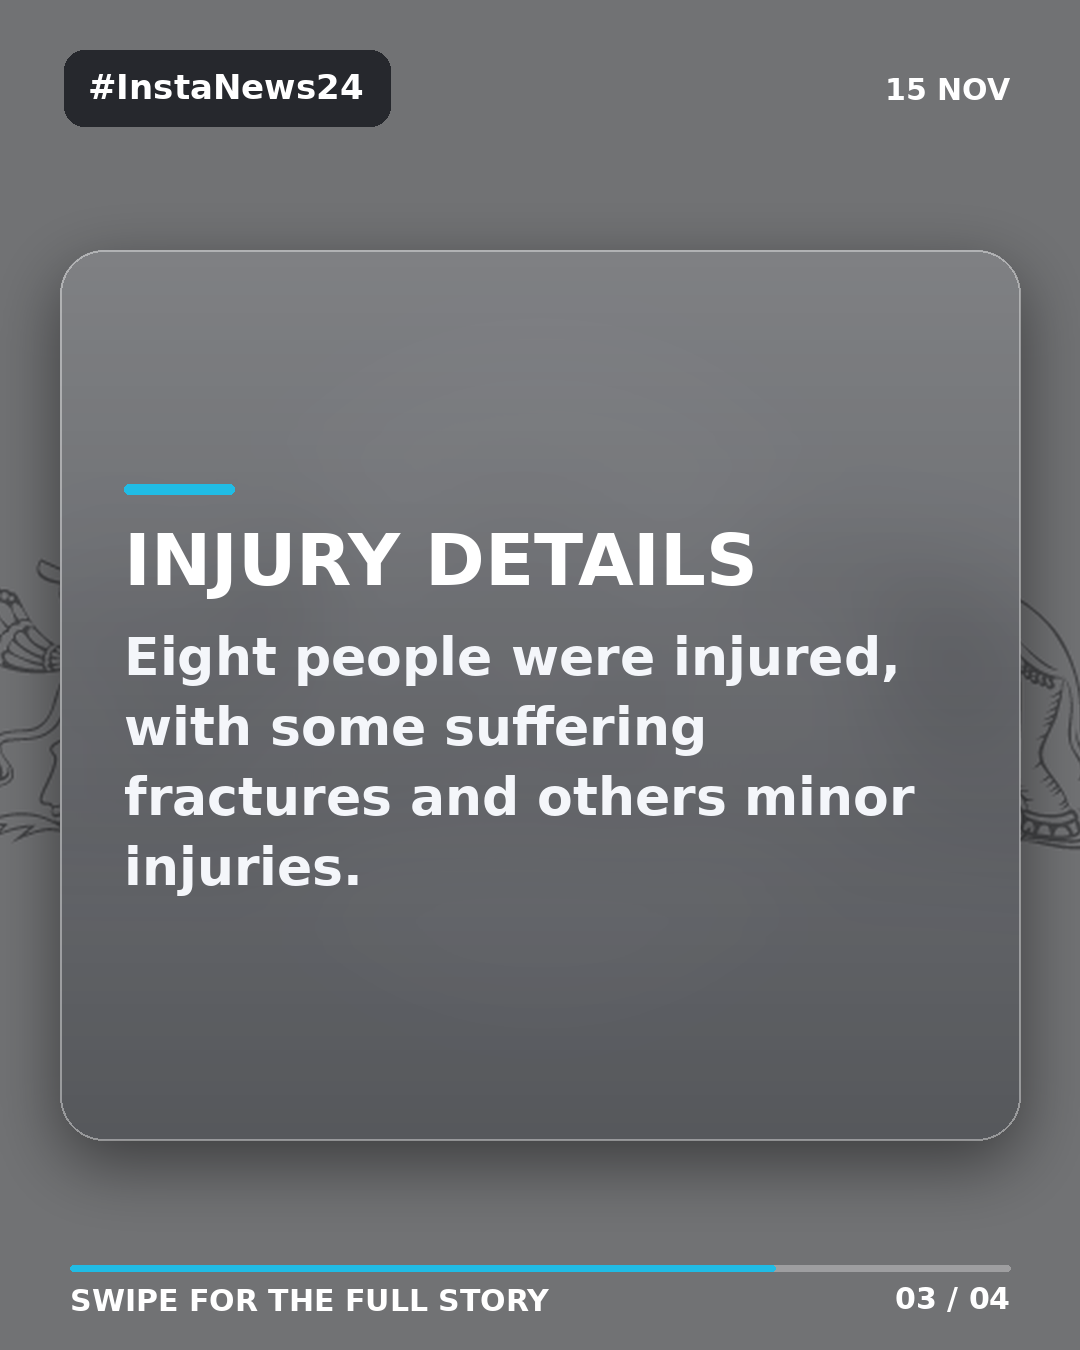 #InstaNews24
15 NOV
INJURY DETAILS
Eight people were injured,
with some suffering
fractures and others minor
injuries.
SWIPE FOR THE FULL STORY
03 / 04